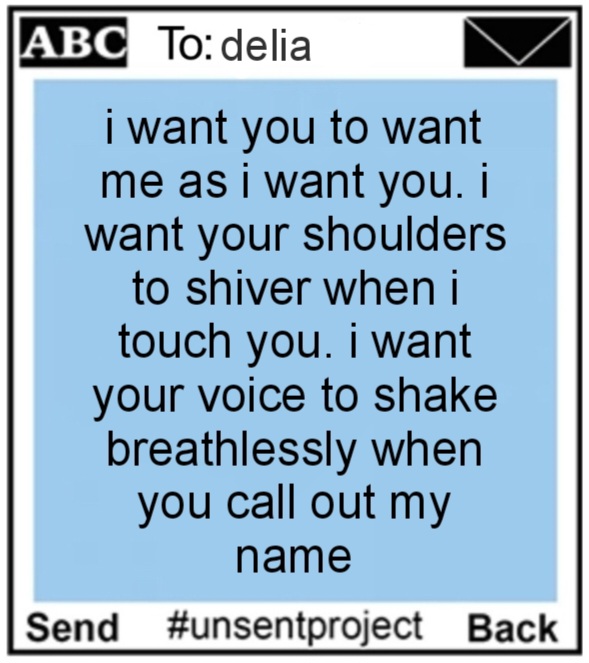 ABC To: delia
i want you to want
me as i want you. i
want your shoulders
to shiver when i
touch you. i want
your voice to shake
breathlessly when
you call out my
name
Send #unsentproject Back